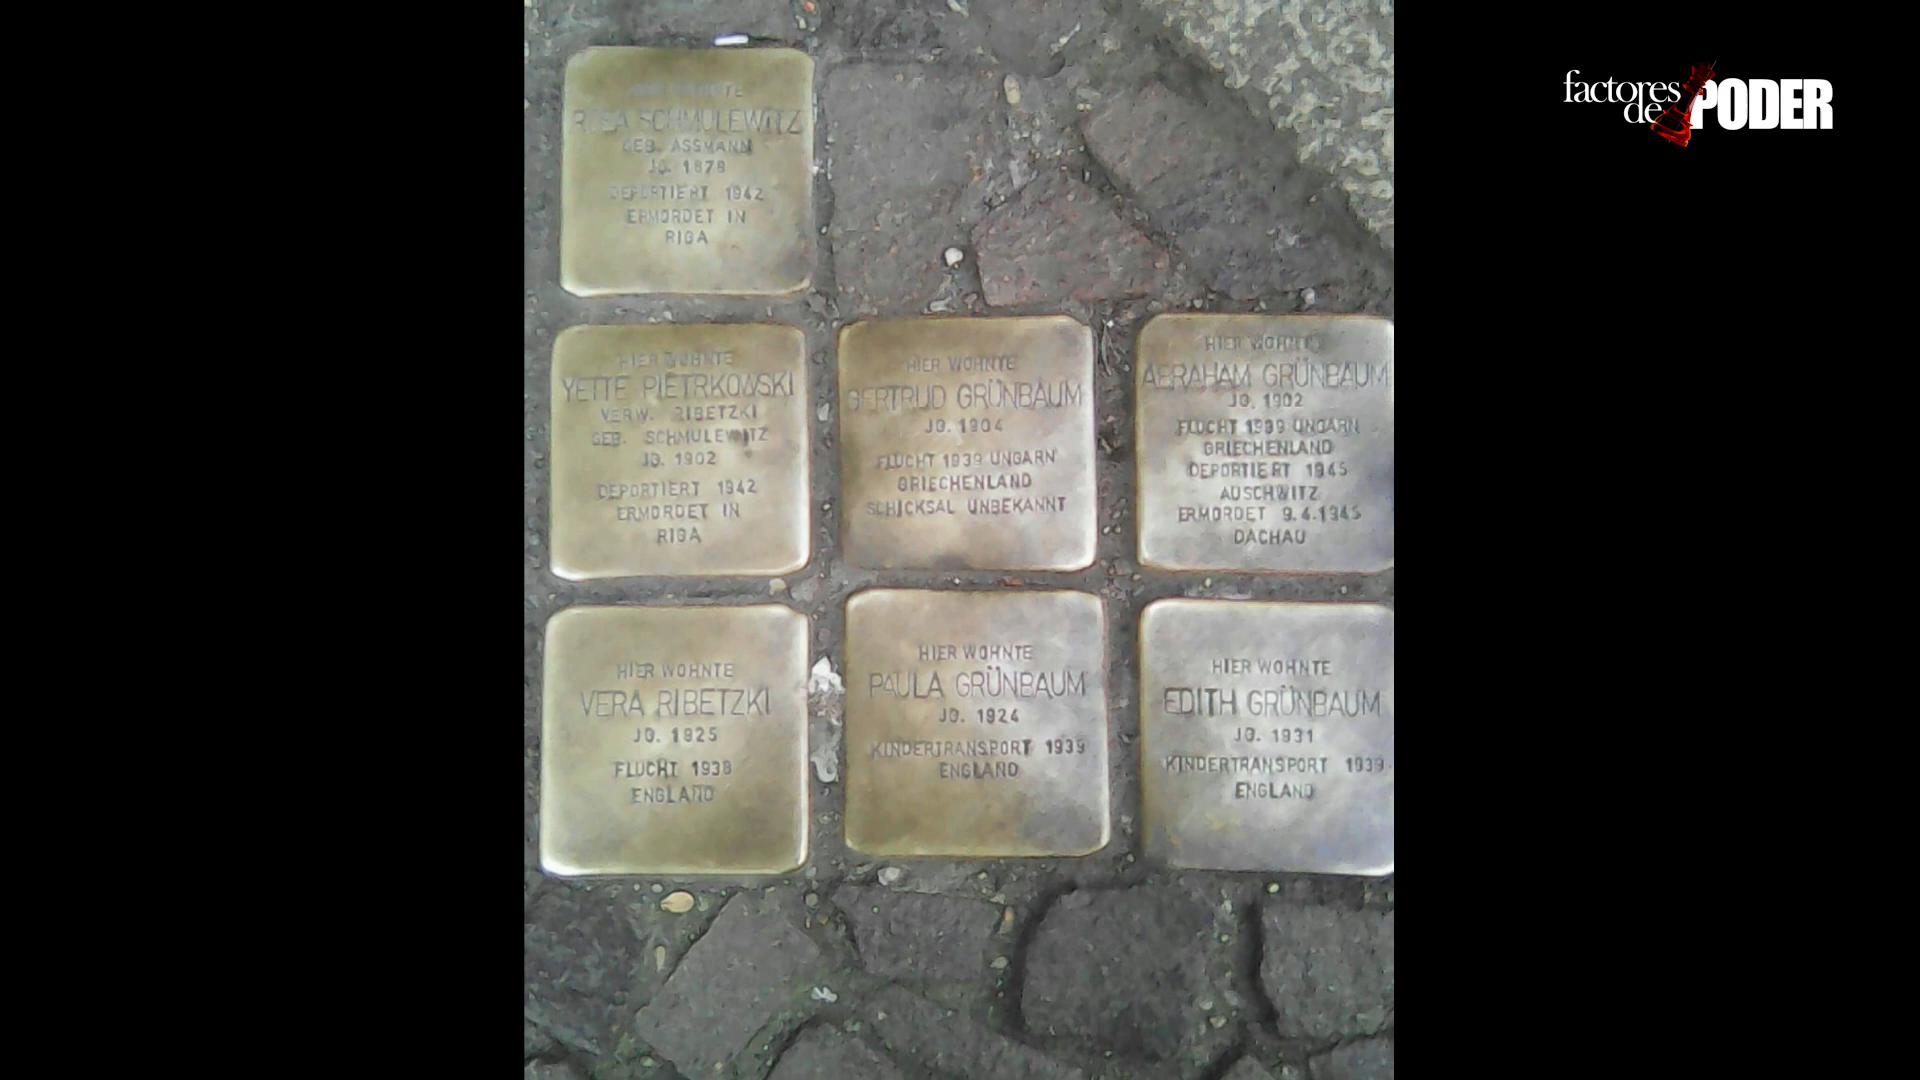 HIER WOHNTE
ROSA SCHMULEWITZ
GEB. ASSMANN
JG. 1878
DEPORTIERT 1942
ERMORDET IN
RIGA
HIER WOHNTE
YETTE PIETRKOWSKI
VERW. RIBETZKI
GEB. SCHMULEWITZ
JG. 1902
DEPORTIERT 1942
ERMORDET IN
RIGA
HIER WOHNTE
GERTRUD GRÜNBAUM
JG. 1904
FLUCHT 1939 UNGARN
GRIECHENLAND
SCHICKSAL UNBEKANNT
HIER WOHNTE
ABRAHAM GRÜNBAUM
JG. 1902
FLUCHT 1939 UNGARN
GRIECHENLAND
DEPORTIERT 1945
AUSCHWITZ
ERMORDET 9.4.1945
DACHAU
HIER WOHNTE
VERA RIBETZKI
JG. 1925
FLUCHT 1938
ENGLAND
HIER WOHNTE
PAULA GRÜNBAUM
JG. 1924
KINDERTRANSPORT 1939
ENGLAND
HIER WOHNTE
EDITH GRÜNBAUM
JG. 1931
KINDERTRANSPORT 1939
ENGLAND
factores
de PODER